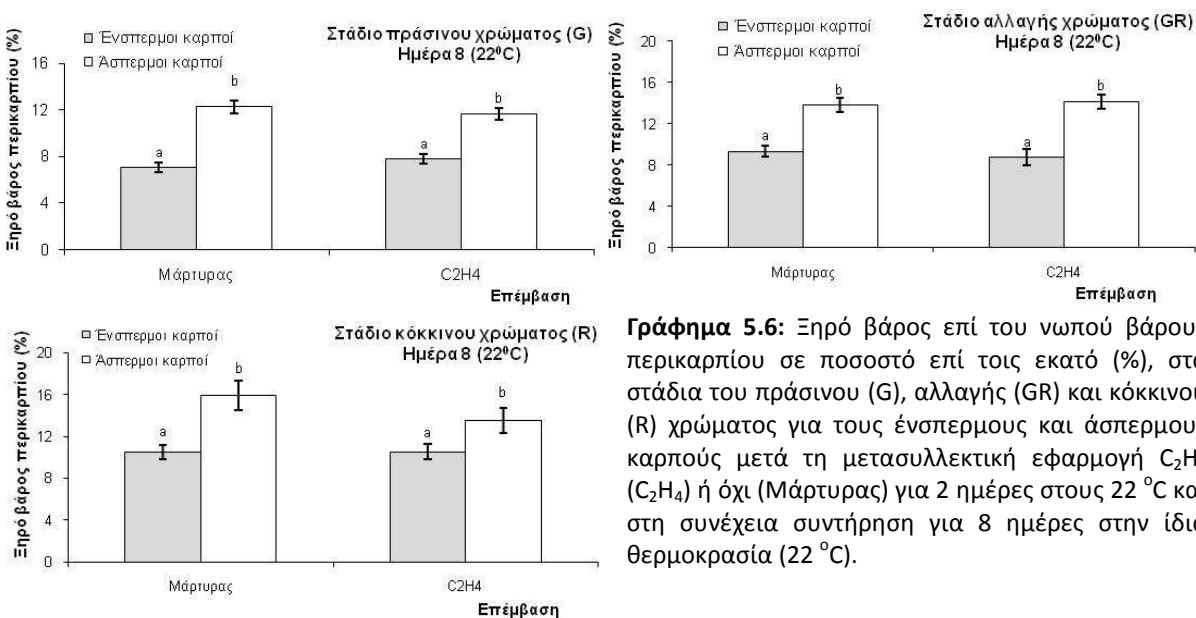 Ένσπερμοι καρποί
Άσπερμοι καρποί
Στάδιο πράσινου χρώματος (G)
Ημέρα 8 (22⁰C)
Ξηρό βάρος περικαρπίου (%)
16
12
8
4
0
a
b
a
b
Μάρτυρας
C2H4
Επέμβαση
Ένσπερμοι καρποί
Άσπερμοι καρποί
Στάδιο αλλαγής χρώματος (GR)
Ημέρα 8 (22⁰C)
Ξηρό βάρος περικαρπίου (%)
20
16
12
8
4
0
a
b
a
b
Μάρτυρας
C2H4
Επέμβαση
Ένσπερμοι καρποί
Άσπερμοι καρποί
Στάδιο κόκκινου χρώματος (R)
Ημέρα 8 (22⁰C)
Ξηρό βάρος περικαρπίου (%)
20
16
12
8
4
0
a
b
a
b
Μάρτυρας
C2H4
Επέμβαση
Γράφημα 5.6: Ξηρό βάρος επί του νωπού βάρου
περικαρπίου σε ποσοστό επί τοις εκατό (%), στα
στάδια του πράσινου (G), αλλαγής (GR) και κόκκινου
(R) χρώματος για τους ένσπερμους και άσπερμου
καρπούς μετά τη μετασυλλεκτική εφαρμογή C₂H
(C₂H₄) ή όχι (Μάρτυρας) για 2 ημέρες στους 22 ᵒC κα
στη συνέχεια συντήρηση για 8 ημέρες στην ίδια
θερμοκρασία (22 ᵒC).